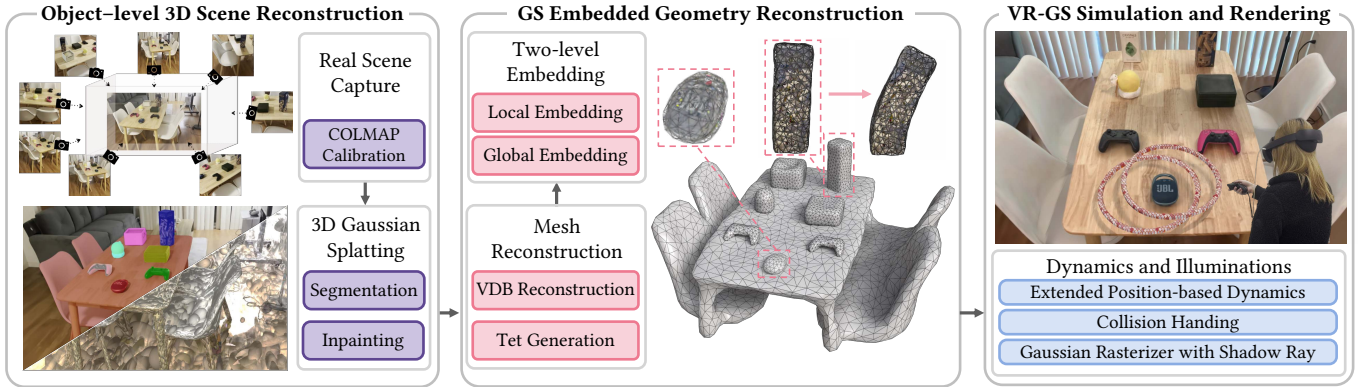 Object–level 3D Scene Reconstruction
Real Scene
Capture
COLMAP
Calibration
3D Gaussian
Splatting
Segmentation
Inpainting
GS Embedded Geometry Reconstruction
Two-level
Embedding
Local Embedding
Global Embedding
Mesh
Reconstruction
VDB Reconstruction
Tet Generation
VR-GS Simulation and Rendering
JBL
Dynamics and Illuminations
Extended Position-based Dynamics
Collision Handing
Gaussian Rasterizer with Shadow Ray